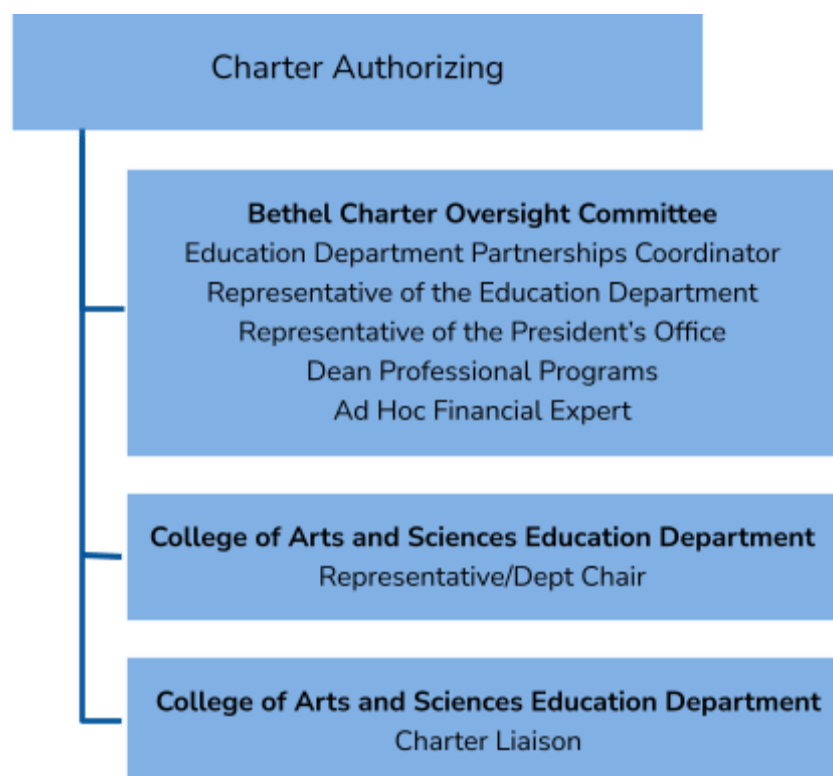 Charter Authorizing
Bethel Charter Oversight Committee
Education Department Partnerships Coordinator
Representative of the Education Department
Representative of the President’s Office
Dean Professional Programs
Ad Hoc Financial Expert
College of Arts and Sciences Education Department
Representative/Dept Chair
College of Arts and Sciences Education Department
Charter Liaison